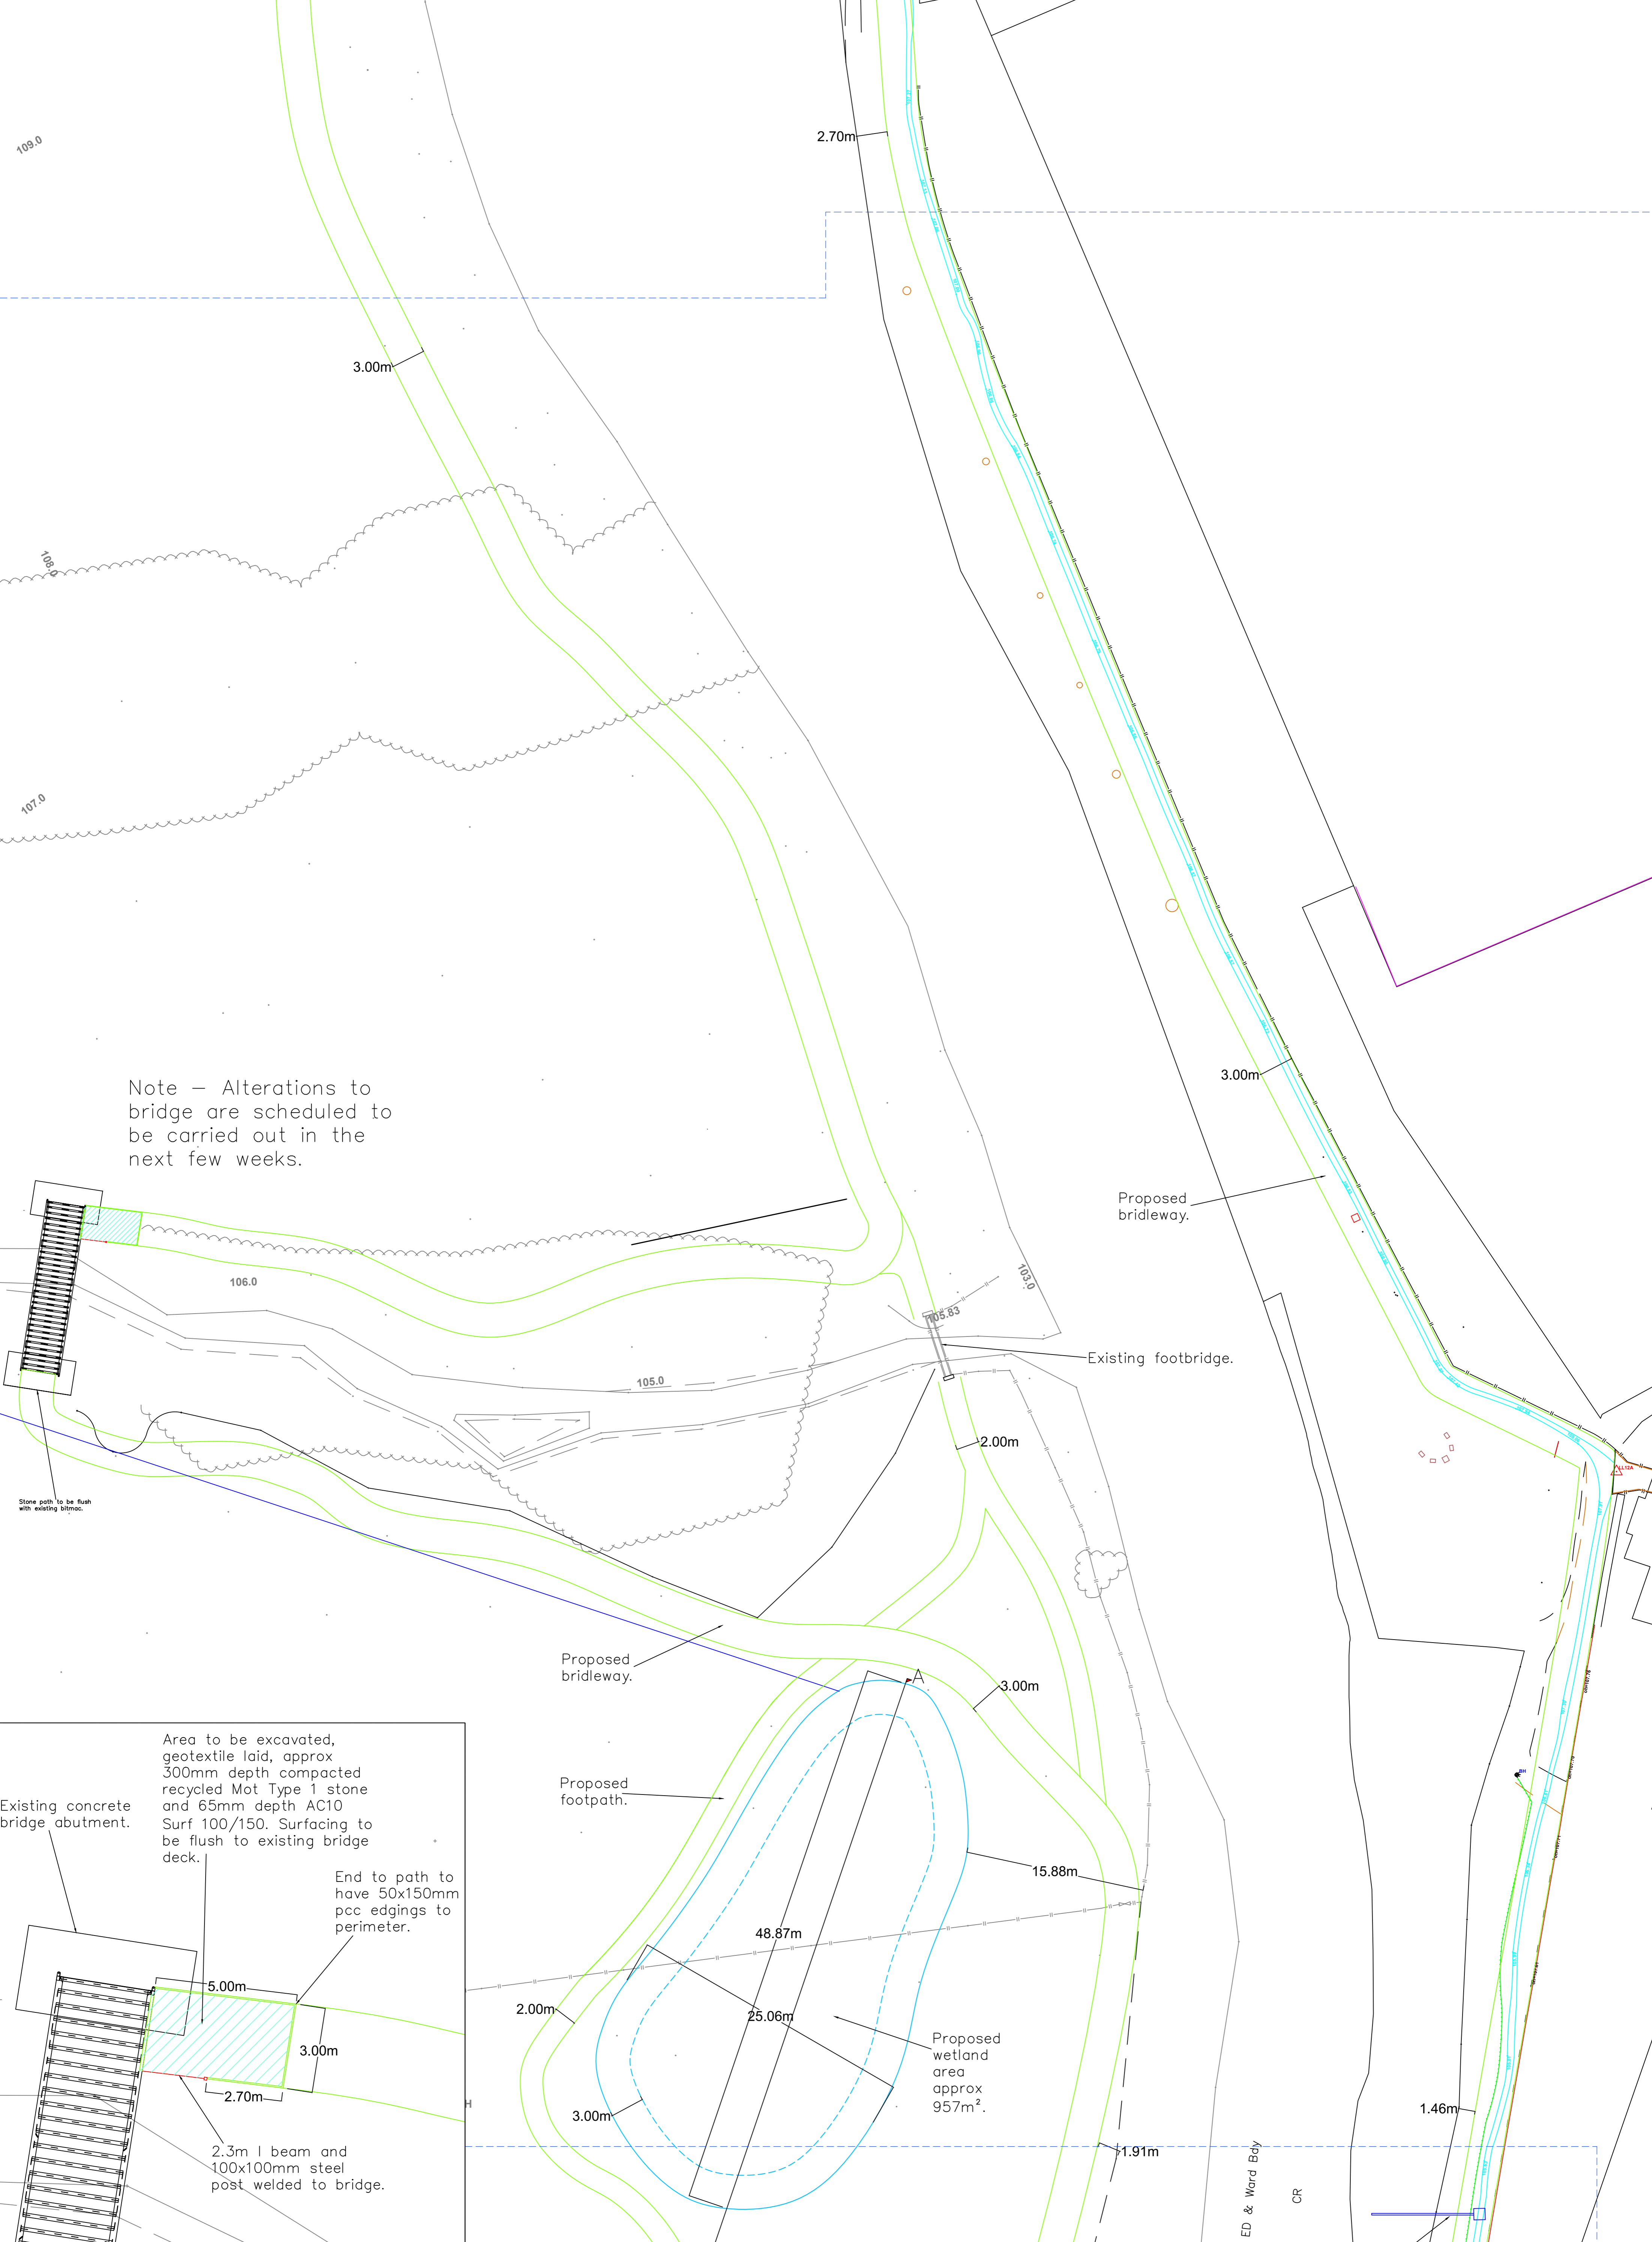 109.0
2.70m
3.00m
108.0
107.0
3.00m
Note – Alterations to
bridge are scheduled to
be carried out in the
next few weeks.
Proposed
bridleway.
106.0
103.0
105.83
Existing footbridge.
105.0
2.00m
Stone path to be flush
with existing bitmac.
LL13A
Proposed
bridleway.
A
3.00m
Area to be excavated,
geotextile laid, approx
300mm depth compacted
recycled Mot Type 1 stone
and 65mm depth AC10
Surf 100/150. Surfacing to
be flush to existing bridge
deck.
Existing concrete
bridge abutment.
Proposed
footpath.
BH
End to path to
have 50x150mm
pcc edgings to
perimeter.
15.88m
48.87m
5.00m
2.00m
25.06m
3.00m
Proposed
wetland
area
approx
957m².
2.70m
3.00m
H
1.46m
2.3m I beam and
100x100mm steel
post welded to bridge.
1.91m
ED & Ward Bdy
CR